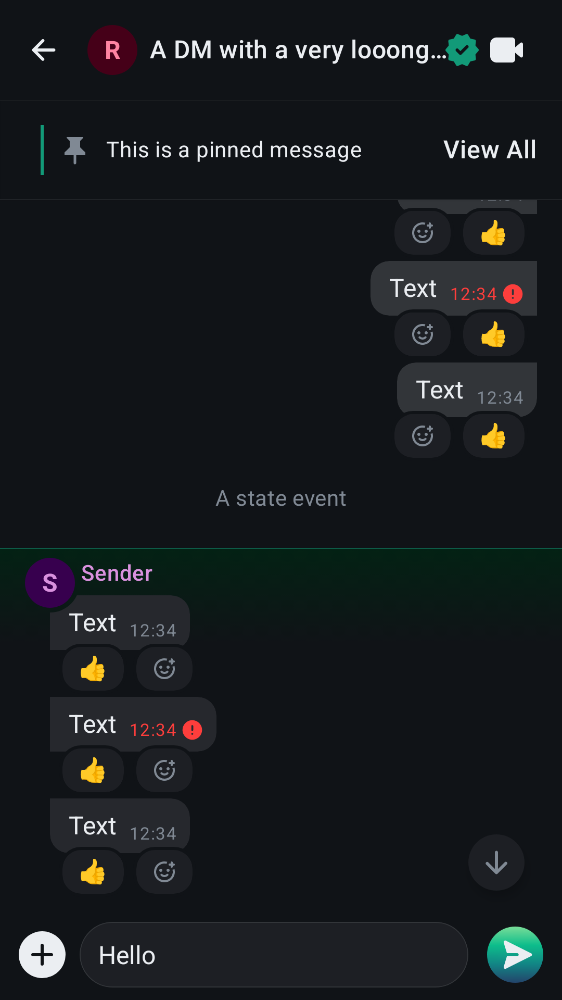 R
A DM with a very looong…
This is a pinned message
View All
Text 12:34
Text 12:34
A state event
S
Sender
Text 12:34
Text 12:34
Text 12:34
Hello